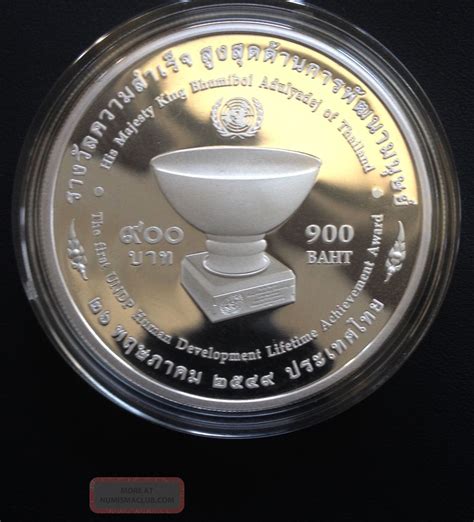 รางวัลความสำเร็จ สูงสุดด้านการพัฒนามนุษย์
His Majesty King Bhumibol Adulyadej of Thailand
๙๐๐
บาท
900
BAHT
The first UNDP Human Development Lifetime Achievement Award
๒๖ พฤษภาคม ๒๕๔๙ ประเทศไทย
MORE AT
NUMISMACLUB.COM